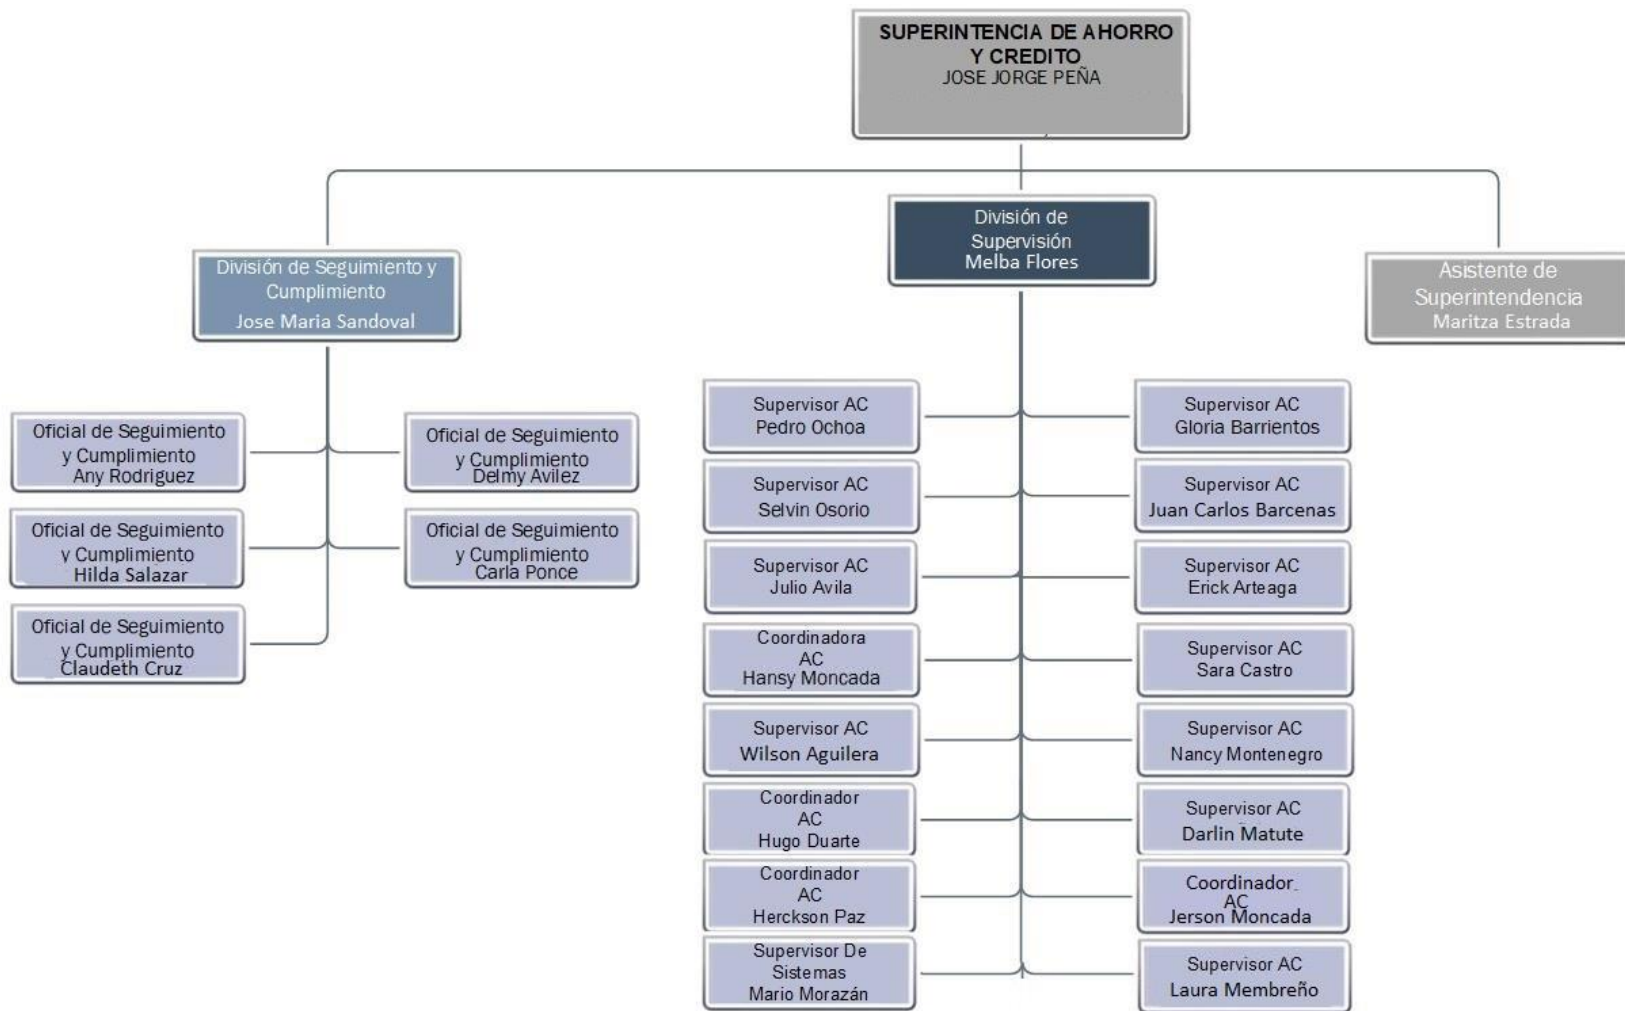 SUPERINTENCIA DE AHORRO
Y CREDITO
JOSE JORGE PEÑA
División de Seguimiento y
Cumplimiento
Jose Maria Sandoval
División de
Supervisión
Melba Flores
Asistente de
Superintendencia
Maritza Estrada
Oficial de Seguimiento
y Cumplimiento
Any Rodriguez
Oficial de Seguimiento
y Cumplimiento
Delmy Avilez
Oficial de Seguimiento
y Cumplimiento
Hilda Salazar
Oficial de Seguimiento
y Cumplimiento
Carla Ponce
Oficial de Seguimiento
y Cumplimiento
Claudeth Cruz
Supervisor AC
Pedro Ochoa
Supervisor AC
Gloria Barrientos
Supervisor AC
Selvin Osorio
Supervisor AC
Juan Carlos Barcenas
Supervisor AC
Julio Avila
Supervisor AC
Erick Arteaga
Coordinadora
AC
Hansy Moncada
Supervisor AC
Sara Castro
Supervisor AC
Wilson Aguilera
Supervisor AC
Nancy Montenegro
Coordinador
AC
Hugo Duarte
Supervisor AC
Darlin Matute
Coordinador
AC
Herckson Paz
Coordinador
AC
Jerson Moncada
Supervisor De
Sistemas
Mario Morazán
Supervisor AC
Laura Membreño